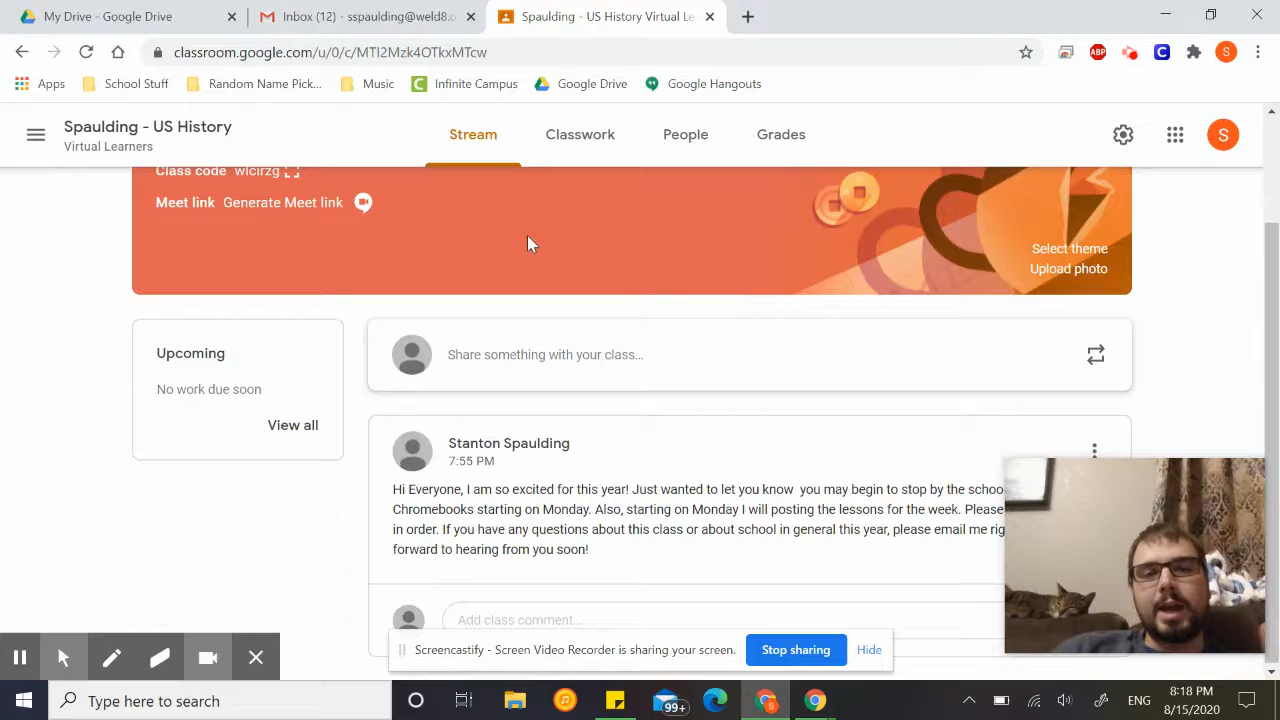 My Drive - Google Drive
Inbox (12) - sspaulding@weld8.o
Spaulding - US History Virtual Le
classroom.google.com/u/0/c/MTI2Mzk4OTkxMTcw
ABP
C
S
Apps
School Stuff
Random Name Pick...
Music
Infinite Campus
Google Drive
Google Hangouts
Spaulding - US History
Virtual Learners
Stream
Classwork
People
Grades
S
Class code wlcirzg
Meet link Generate Meet link
Select theme
Upload photo
Upcoming
No work due soon
View all
Share something with your class...
Stanton Spaulding
7:55 PM
Hi Everyone, I am so excited for this year! Just wanted to let you know you may begin to stop by the schoo
Chromebooks starting on Monday. Also, starting on Monday I will posting the lessons for the week. Please
in order. If you have any questions about this class or about school in general this year, please email me rig
forward to hearing from you soon!
Add class comment...
Screencastify - Screen Video Recorder is sharing your screen.
Stop sharing
Hide
Type here to search
99+
S
ENG
8:18 PM
8/15/2020